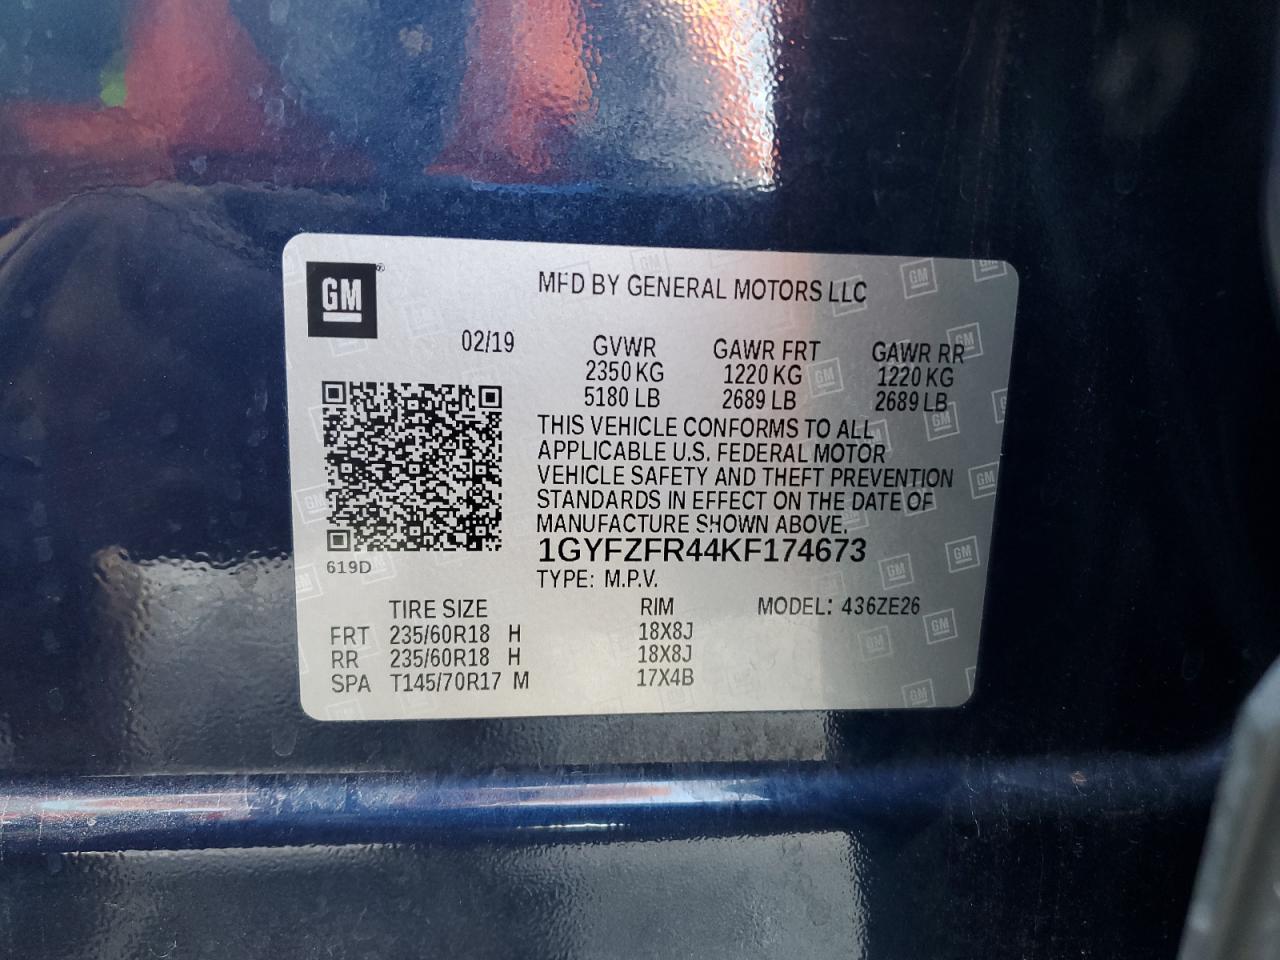 GM®
MFD BY GENERAL MOTORS LLC
02/19 GVWR GAWR FRT GAWR RR
2350 KG 1220 KG 1220 KG
5180 LB 2689 LB 2689 LB
THIS VEHICLE CONFORMS TO ALL
APPLICABLE U.S. FEDERAL MOTOR
VEHICLE SAFETY AND THEFT PREVENTION
STANDARDS IN EFFECT ON THE DATE OF
MANUFACTURE SHOWN ABOVE.
1GYFZFR44KF174673
619D
TYPE: M.P.V.
TIRE SIZE RIM MODEL: 436ZE26
FRT 235/60R18 H 18X8J
RR 235/60R18 H 18X8J
SPA T145/70R17 M 17X4B